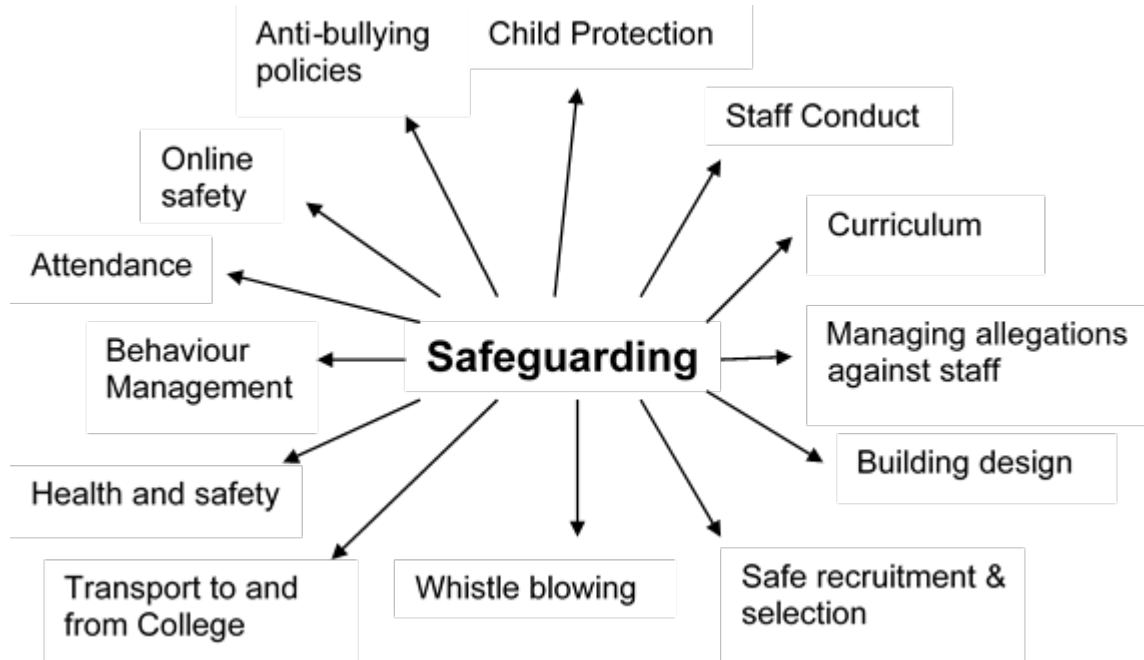 Anti-bullying
policies
Child Protection
Staff Conduct
Online
safety
Curriculum
Attendance
Behaviour
Management
Safeguarding
Managing allegations
against staff
Building design
Health and safety
Transport to and
from College
Whistle blowing
Safe recruitment &
selection